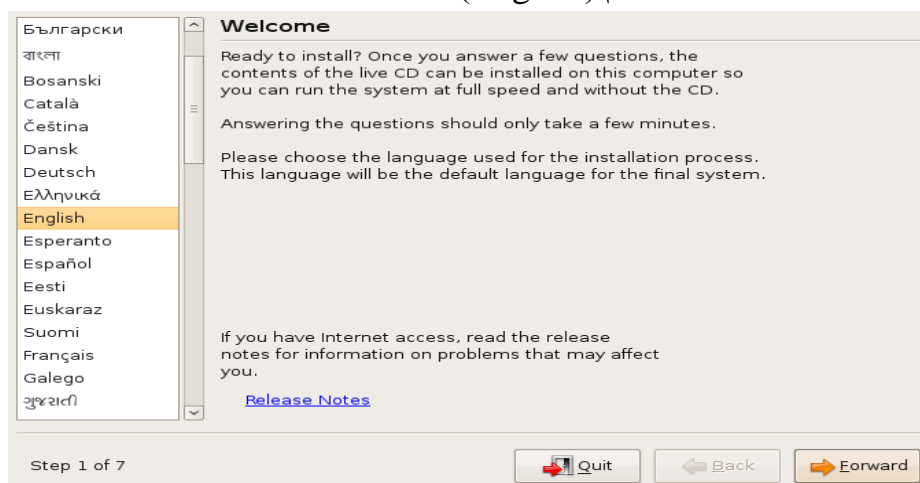 Български
বাংলা
Bosanski
Català
Čeština
Dansk
Deutsch
Ελληνικά
English
Esperanto
Español
Eesti
Euskaraz
Suomi
Français
Galego
ગુજરાતી
Welcome
Ready to install? Once you answer a few questions, the
contents of the live CD can be installed on this computer so
you can run the system at full speed and without the CD.
Answering the questions should only take a few minutes.
Please choose the language used for the installation process.
This language will be the default language for the final system.
If you have Internet access, read the release
notes for information on problems that may affect
you.
Release Notes
Step 1 of 7
Quit
Back
Forward